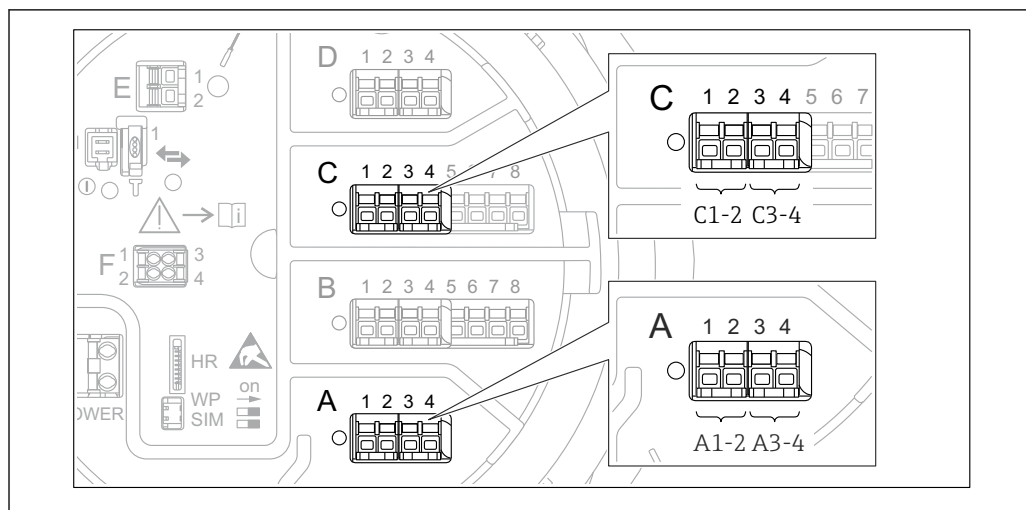 D 1 2 3 4
E 1
2
1
C 1 2 3 4 5 7 8
i
F 1 3
2 4
B 1 2 3 4 5 6 7 8
HR
WP on
SIM
OWER
A 1 2 3 4
C 1 2 3 4 5 6 7
C1-2 C3-4
A 1 2 3 4
A1-2 A3-4